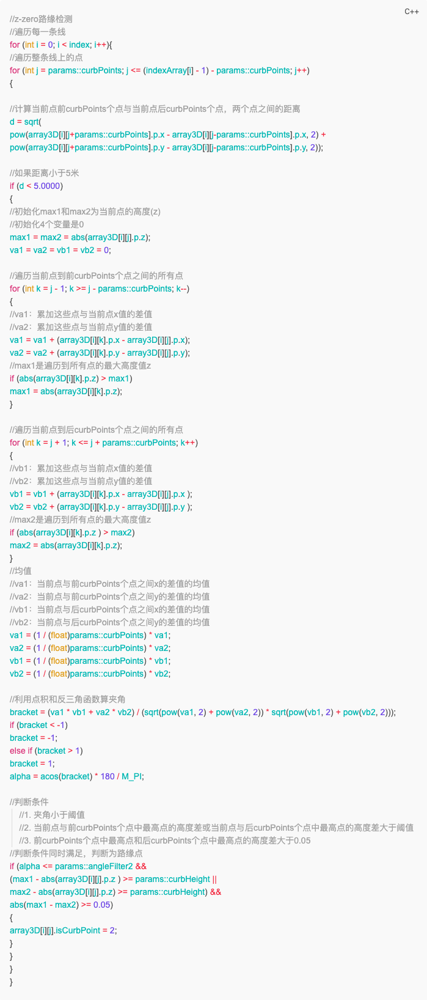 C++
//z-zero路缘检测
//遍历每一条线
for (int i = 0; i < index; i++){
//遍历整条线上的点
for (int j = params::curbPoints; j <= (indexArray[i] - 1) - params::curbPoints; j++)
{
//计算当前点前curbPoints个点与当前点后curbPoints个点，两个点之间的距离
d = sqrt(
pow(array3D[i][j+params::curbPoints].p.x - array3D[i][j-params::curbPoints].p.x, 2) +
pow(array3D[i][j+params::curbPoints].p.y - array3D[i][j-params::curbPoints].p.y, 2));
//如果距离小于5米
if (d < 5.0000)
{
//初始化max1和max2为当前点的高度(z)
//初始化4个变量是0
max1 = max2 = abs(array3D[i][j].p.z);
va1 = va2 = vb1 = vb2 = 0;
//遍历当前点到前curbPoints个点之间的所有点
for (int k = j - 1; k >= j - params::curbPoints; k--)
{
//va1：累加这些点与当前点x值的差值
//va2：累加这些点与当前点y值的差值
va1 = va1 + (array3D[i][k].p.x - array3D[i][j].p.x);
va2 = va2 + (array3D[i][k].p.y - array3D[i][j].p.y);
//max1是遍历到所有点的最大高度值z
if (abs(array3D[i][k].p.z) > max1)
max1 = abs(array3D[i][k].p.z);
}
//遍历当前点到后curbPoints个点之间的所有点
for (int k = j + 1; k <= j + params::curbPoints; k++)
{
//vb1：累加这些点与当前点x值的差值
//vb2：累加这些点与当前点y值的差值
vb1 = vb1 + (array3D[i][k].p.x - array3D[i][j].p.x );
vb2 = vb2 + (array3D[i][k].p.y - array3D[i][j].p.y );
//max2是遍历到所有点的最大高度值z
if (abs(array3D[i][k].p.z ) > max2)
max2 = abs(array3D[i][k].p.z);
}
//均值
//va1：当前点与前curbPoints个点之间x的差值的均值
//va2：当前点与前curbPoints个点之间y的差值的均值
//vb1：当前点与后curbPoints个点之间x的差值的均值
//vb2：当前点与后curbPoints个点之间y的差值的均值
va1 = (1 / (float)params::curbPoints) * va1;
va2 = (1 / (float)params::curbPoints) * va2;
vb1 = (1 / (float)params::curbPoints) * vb1;
vb2 = (1 / (float)params::curbPoints) * vb2;
//利用点积和反三角函数算夹角
bracket = (va1 * vb1 + va2 * vb2) / (sqrt(pow(va1, 2) + pow(va2, 2)) * sqrt(pow(vb1, 2) + pow(vb2, 2)));
if (bracket < -1)
bracket = -1;
else if (bracket > 1)
bracket = 1;
alpha = acos(bracket) * 180 / M_PI;
//判断条件
//1. 夹角小于阈值
//2. 当前点与前curbPoints个点中最高点的高度差或当前点与后curbPoints个点中最高点的高度差大于阈值
//3. 前curbPoints个点中最高点和后curbPoints个点中最高点的高度差大于0.05
//判断条件同时满足，判断为路缘点
if (alpha <= params::angleFilter2 &&
(max1 - abs(array3D[i][j].p.z ) >= params::curbHeight ||
max2 - abs(array3D[i][j].p.z) >= params::curbHeight) &&
abs(max1 - max2) >= 0.05)
{
array3D[i][j].isCurbPoint = 2;
}
}
}
}